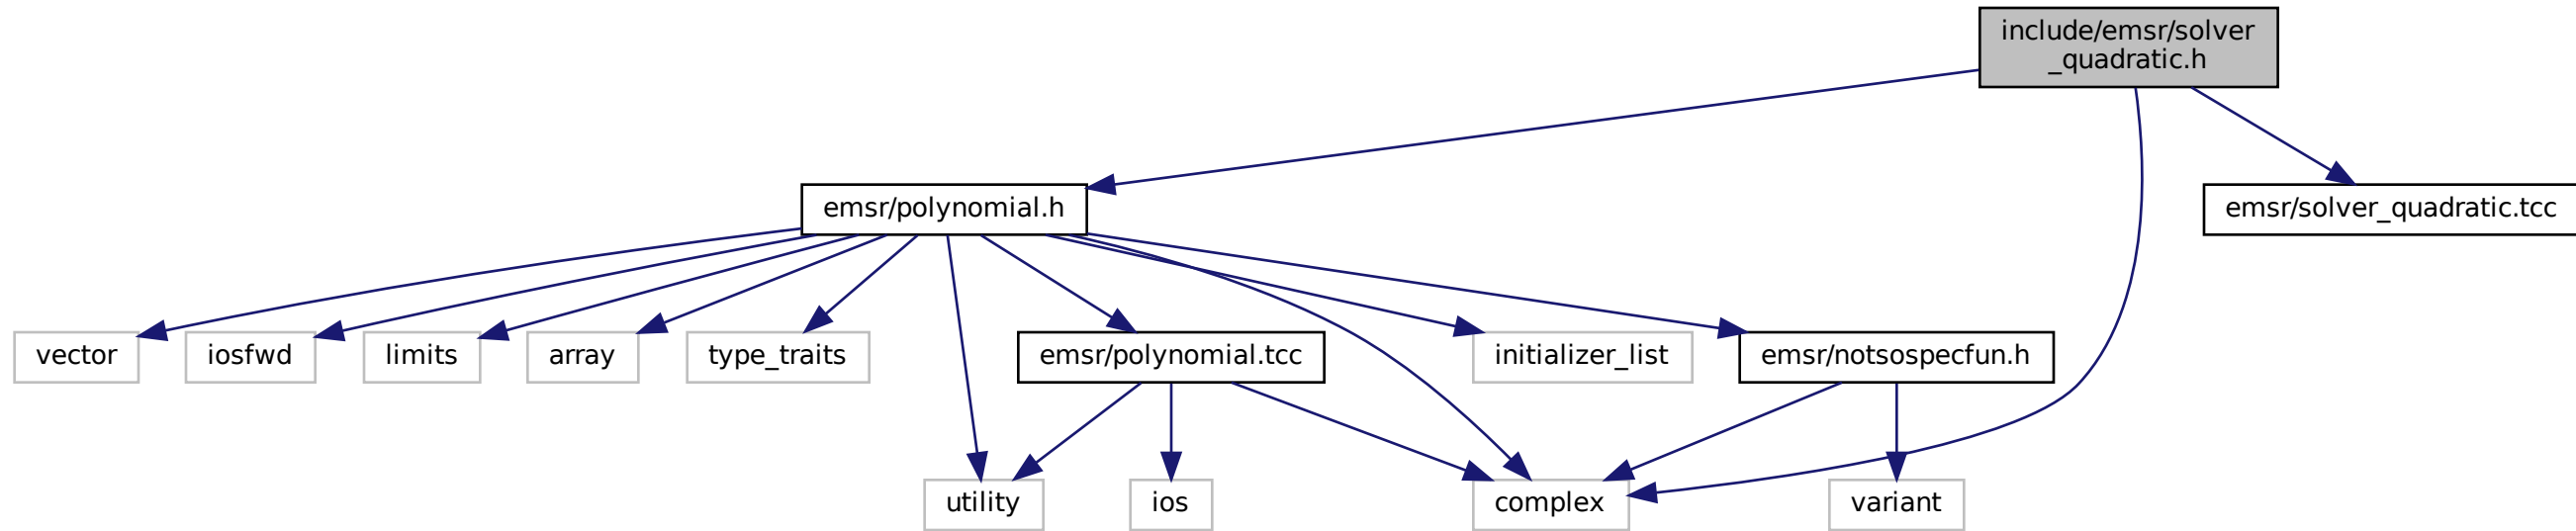 include/emsr/solver
_quadratic.h
emsr/polynomial.h
emsr/solver_quadratic.tcc
vector
iosfwd
limits
array
type_traits
emsr/polynomial.tcc
initializer_list
emsr/notsospecfun.h
utility
ios
complex
variant